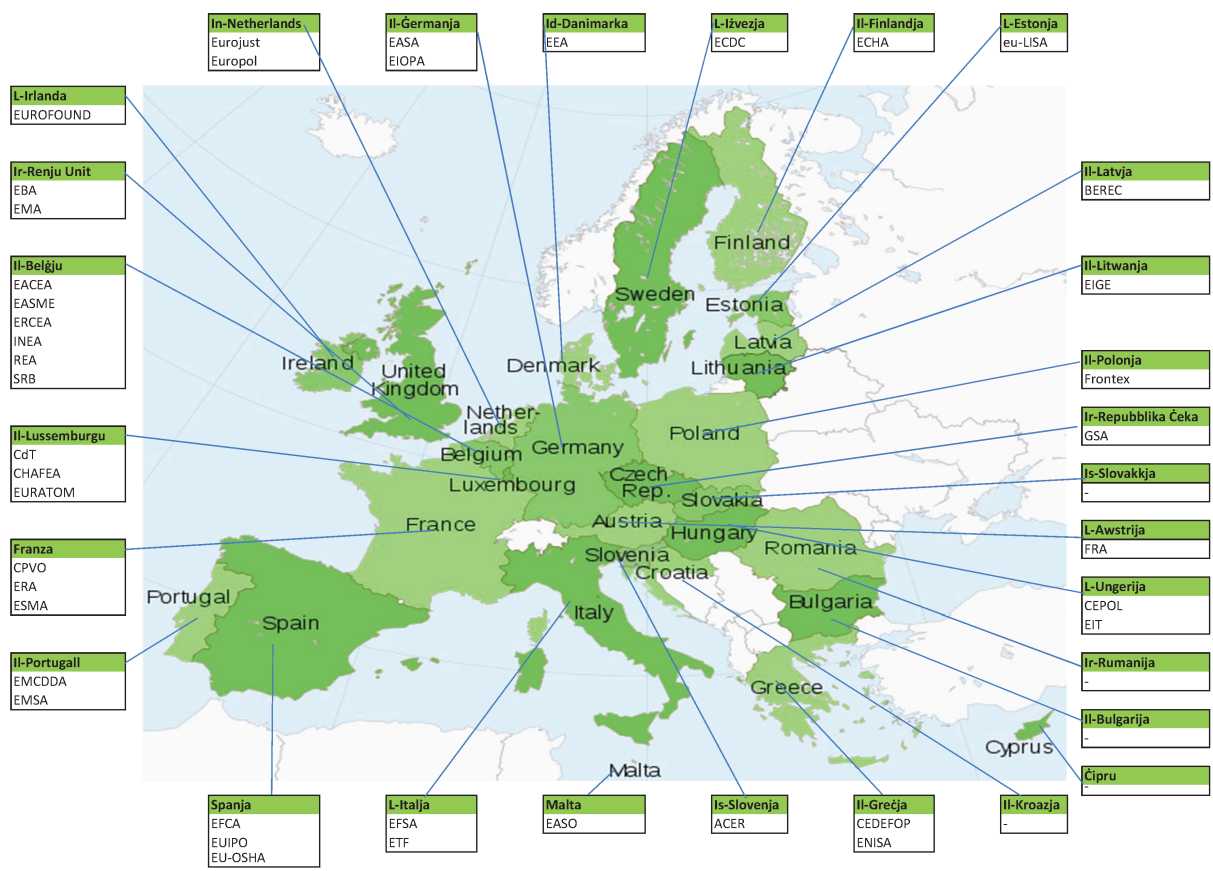 In-Netherlands
Eurojust
Europol
Il-Ġermanja
EASA
EIOPA
Id-Danimarka
EEA
L-Iżvezja
ECDC
Il-Finlandja
ECHA
L-Estonja
eu-LISA
L-Irlanda
EUROFOUND
Ir-Renju Unit
EBA
EMA
Il-Belġju
EACEA
EASME
ERCEA
INEA
REA
SRB
Il-Lussemburgu
CdT
CHAFEA
EURATOM
Franza
CPVO
ERA
ESMA
Il-Portugall
EMCDDA
EMSA
Finland
Sweden
Estonia
Latvia
Lithuania
Denmark
Ireland
United
Kingdom
Nether-
lands
Poland
Germany
Belgium
Czech
Rep.
Luxembourg
Slovakia
France
Austria
Hungary
Romania
Slovenia
Croatia
Portugal
Bulgaria
Italy
Spain
Greece
Cyprus
Malta
Il-Latvja
BEREC
Il-Litwanja
EIGE
Il-Polonja
Frontex
Ir-Repubblika Ċeka
GSA
Is-Slovakkja
-
L-Awstrija
FRA
L-Ungerija
CEPOL
EIT
Ir-Rumanija
-
Il-Bulgarija
-
Ċipru
-
Spanja
EFCA
EUIPO
EU-OSHA
L-Italja
EFSA
ETF
Malta
EASO
Is-Slovenja
ACER
Il-Greċja
CEDEFOP
ENISA
Il-Kroazja
-